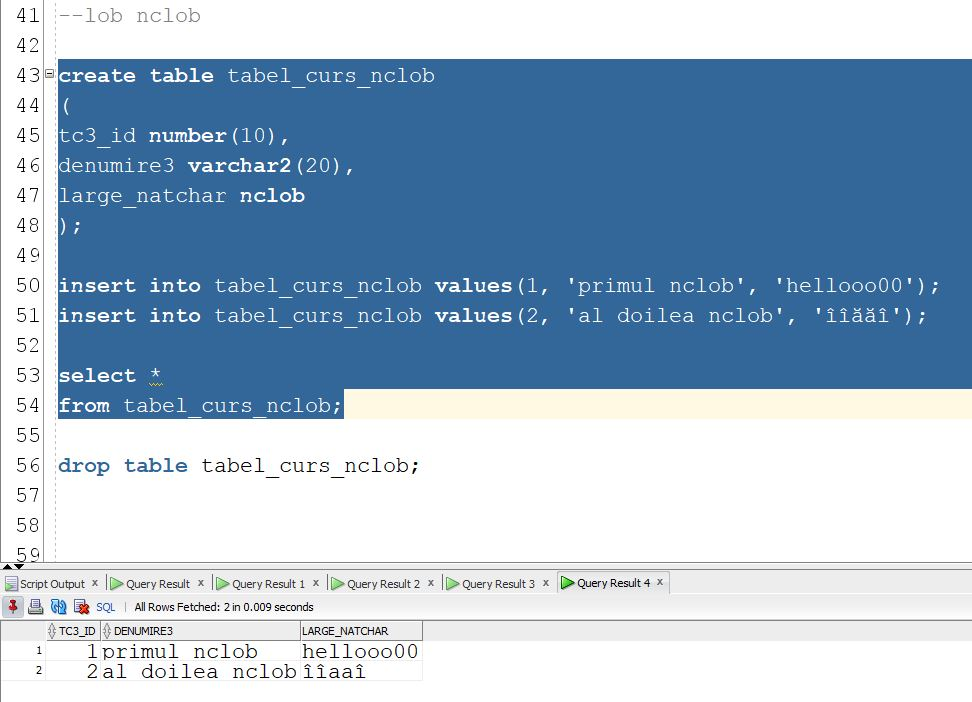 41 --lob nclob
42
43 create table tabel_curs_nclob
44 (
45 tc3_id number(10),
46 denumire3 varchar2(20),
47 large_natchar nclob
48 );
49
50 insert into tabel_curs_nclob values(1, 'primul nclob', 'hellooo00');
51 insert into tabel_curs_nclob values(2, 'al doilea nclob', 'îîăăî');
52
53 select *
54 from tabel_curs_nclob;
55
56 drop table tabel_curs_nclob;
57
58
59
Script Output x Query Result x Query Result 1 x Query Result 2 x Query Result 3 x Query Result 4 x
SQL | All Rows Fetched: 2 in 0.009 seconds
TC3_ID DENUMIRE3 LARGE_NATCHAR
1 1 primul nclob hellooo00
2 2 al doilea nclob îîaaî